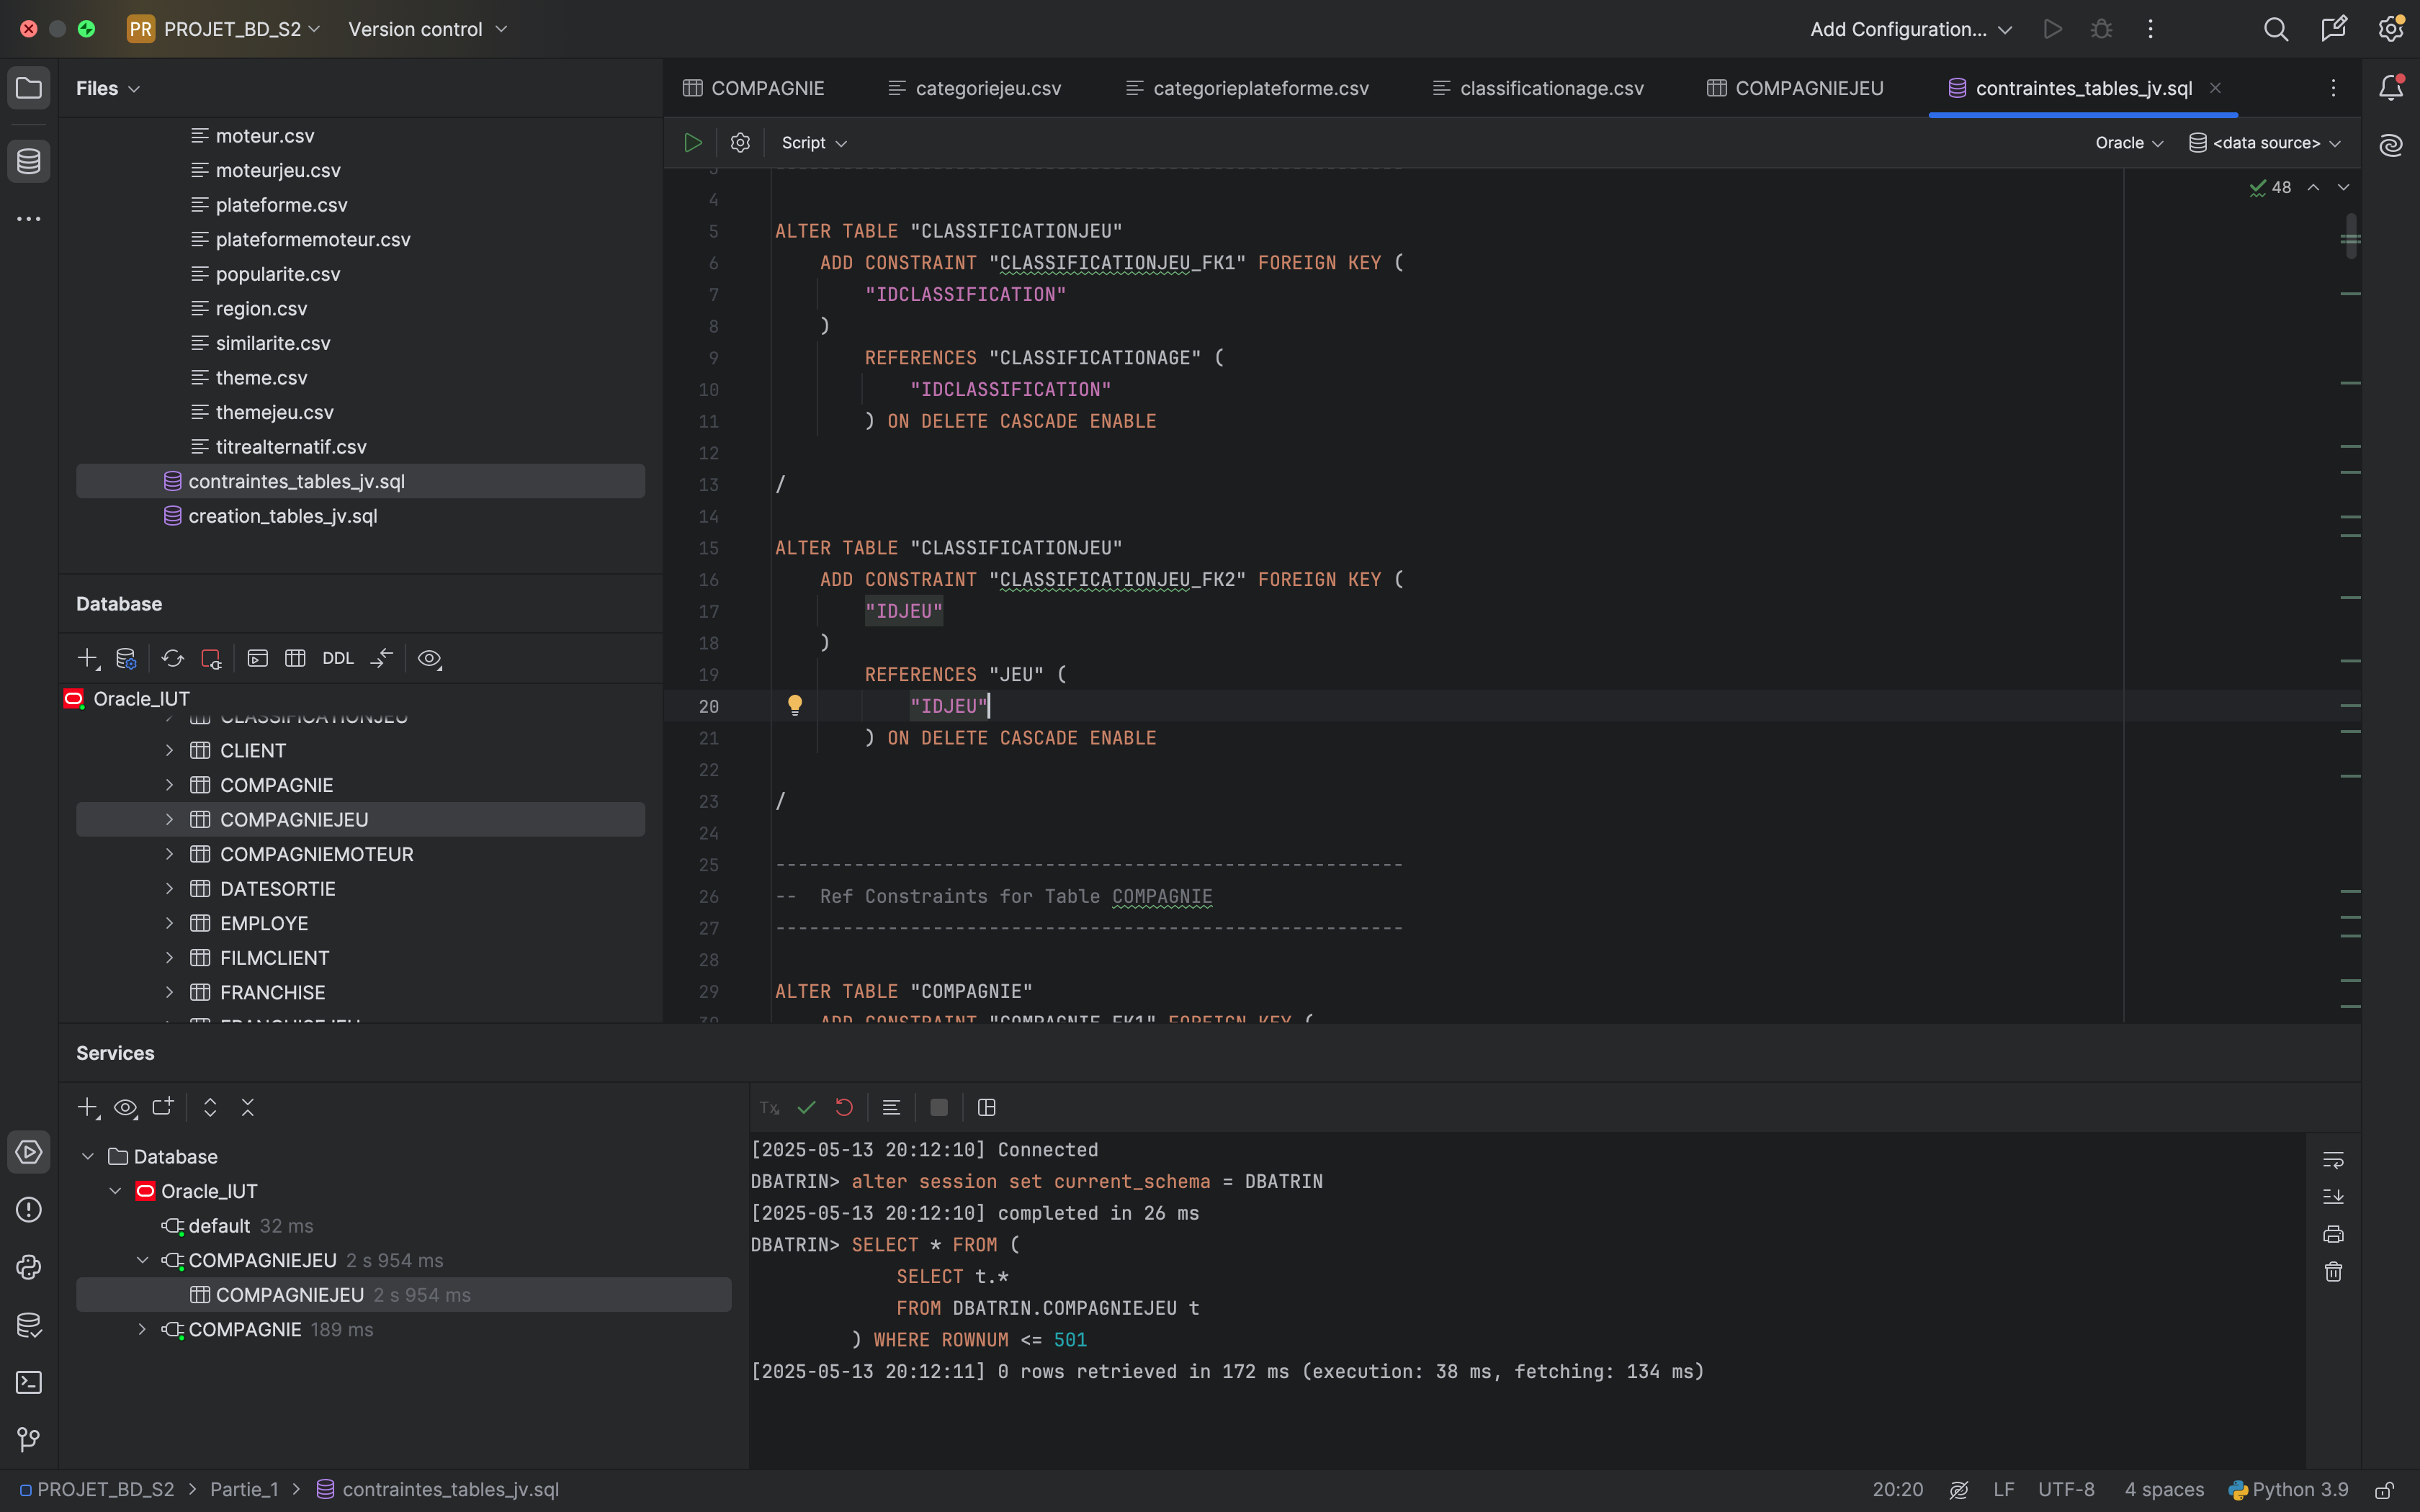 PR PROJET_BD_S2 Version control Add Configuration...
Files
moteur.csv
moteurjeu.csv
plateforme.csv
plateformemoteur.csv
popularite.csv
region.csv
similarite.csv
theme.csv
themejeu.csv
titrealternatif.csv
contraintes_tables_jv.sql
creation_tables_jv.sql
Database
DDL
Oracle_IUT
CLASSIFICATIONJEU
CLIENT
COMPAGNIE
COMPAGNIEJEU
COMPAGNIEMOTEUR
DATESORTIE
EMPLOYE
FILMCLIENT
FRANCHISE
FRANCHISEJEU
COMPAGNIE categoriejeu.csv categorieplateforme.csv classificationage.csv COMPAGNIEJEU contraintes_tables_jv.sql
Script Oracle <data source>
48
3 --------------------------------------------------------
4
5 ALTER TABLE "CLASSIFICATIONJEU"
6 ADD CONSTRAINT "CLASSIFICATIONJEU_FK1" FOREIGN KEY (
7 "IDCLASSIFICATION"
8 )
9 REFERENCES "CLASSIFICATIONAGE" (
10 "IDCLASSIFICATION"
11 ) ON DELETE CASCADE ENABLE
12
13 /
14
15 ALTER TABLE "CLASSIFICATIONJEU"
16 ADD CONSTRAINT "CLASSIFICATIONJEU_FK2" FOREIGN KEY (
17 "IDJEU"
18 )
19 REFERENCES "JEU" (
20 "IDJEU"
21 ) ON DELETE CASCADE ENABLE
22
23 /
24
25 --------------------------------------------------------
26 -- Ref Constraints for Table COMPAGNIE
27 --------------------------------------------------------
28
29 ALTER TABLE "COMPAGNIE"
30 ADD CONSTRAINT "COMPAGNIE_FK1" FOREIGN KEY (
Services
Database
Oracle_IUT
default 32 ms
COMPAGNIEJEU 2 s 954 ms
COMPAGNIEJEU 2 s 954 ms
COMPAGNIE 189 ms
Tx
[2025-05-13 20:12:10] Connected
DBATRIN> alter session set current_schema = DBATRIN
[2025-05-13 20:12:10] completed in 26 ms
DBATRIN> SELECT * FROM (
SELECT t.*
FROM DBATRIN.COMPAGNIEJEU t
) WHERE ROWNUM <= 501
[2025-05-13 20:12:11] 0 rows retrieved in 172 ms (execution: 38 ms, fetching: 134 ms)
PROJET_BD_S2 > Partie_1 > contraintes_tables_jv.sql 20:20 LF UTF-8 4 spaces Python 3.9